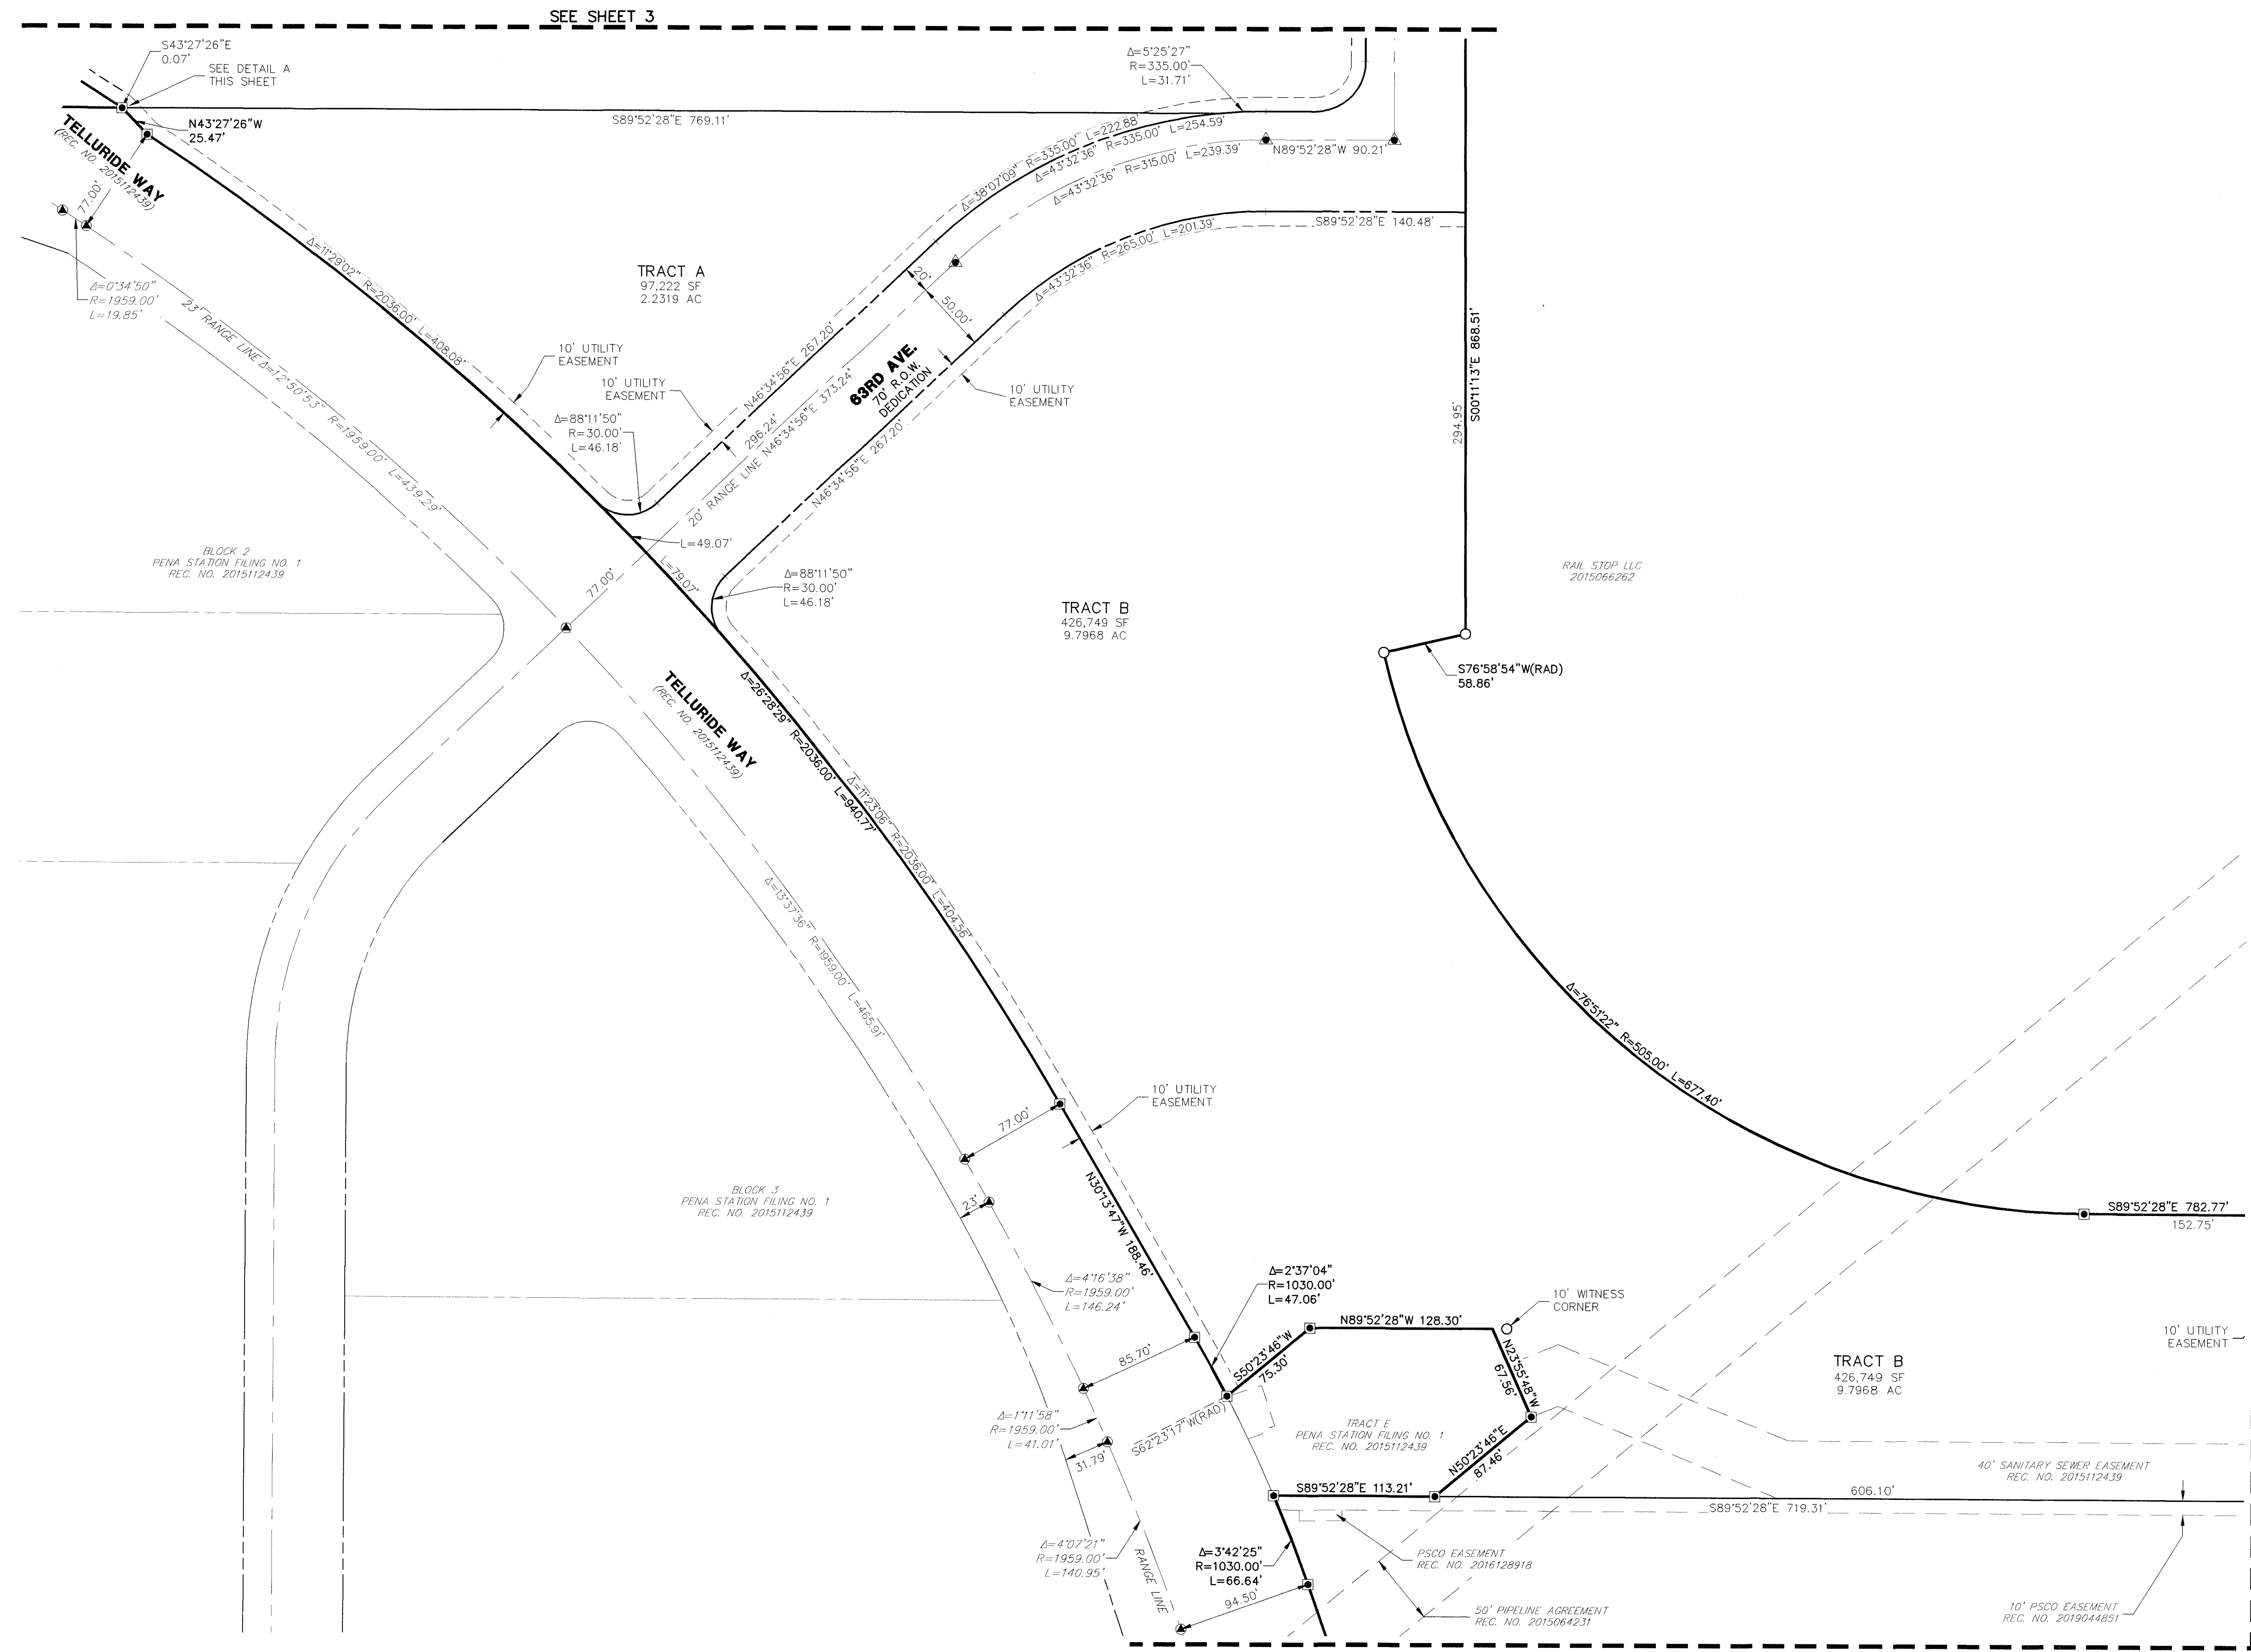 SEE SHEET 3
S43°27'26"E
0.07'
SEE DETAIL A
THIS SHEET
N43°27'26"W
25.47'
TELLURIDE WAY
(REC. NO. 2015112439)
77.00'
S89°52'28"E 769.11'
Δ=5°25'27"
R=335.00'
L=31.71'
Δ=38°07'09" R=335.00' L=222.88'
Δ=43°32'36" R=335.00' L=254.59'
Δ=43°32'36" R=315.00' L=239.39'
N89°52'28"W 90.21'
Δ=43°32'36" R=265.00' L=201.39'
S89°52'28"E 140.48'
Δ=0°34'50"
R=1959.00'
L=19.85'
23' RANGE LINE Δ=12°50'53" R=1959.00' L=439.29'
Δ=11°29'02" R=2036.00' L=408.08'
TRACT A
97,222 SF
2.2319 AC
20'
50.00'
63RD AVE.
70' R.O.W.
DEDICATION
10' UTILITY
EASEMENT
10' UTILITY
EASEMENT
10' UTILITY
EASEMENT
N46°34'56"E 267.20'
296.24'
20' RANGE LINE N46°34'56"E 373.24'
N46°34'56"E 267.20'
Δ=88°11'50"
R=30.00'
L=46.18'
S00°11'13"E 868.51'
294.95'
L=49.07'
L=79.07'
77.00'
Δ=88°11'50"
R=30.00'
L=46.18'
BLOCK 2
PENA STATION FILING NO. 1
REC. NO. 2015112439
RAIL STOP LLC
2015066262
TRACT B
426,749 SF
9.7968 AC
S76°58'54"W(RAD)
58.86'
TELLURIDE WAY
(REC. NO. 2015112439)
Δ=26°28'29" R=2036.00' L=940.77'
Δ=11°23'06" R=2036.00' L=404.56'
Δ=13°37'36" R=1959.00' L=465.91'
Δ=76°51'22" R=505.00' L=677.40'
10' UTILITY
EASEMENT
77.00'
N30°13'47"W 188.46'
BLOCK 3
PENA STATION FILING NO. 1
REC. NO. 2015112439
23'
S89°52'28"E 782.77'
152.75'
Δ=4°16'38"
R=1959.00'
L=146.24'
Δ=2°37'04"
R=1030.00'
L=47.06'
10' WITNESS
CORNER
N89°52'28"W 128.30'
S50°23'46"W
75.30'
N23°55'48"W
67.56'
10' UTILITY
EASEMENT
85.70'
TRACT B
426,749 SF
9.7968 AC
Δ=1°11'58"
R=1959.00'
L=41.01'
31.79'
S62°23'17"W(RAD)
TRACT E
PENA STATION FILING NO. 1
REC. NO. 2015112439
N50°23'46"E
87.46'
40' SANITARY SEWER EASEMENT
REC. NO. 2015112439
S89°52'28"E 113.21'
606.10'
S89°52'28"E 719.31'
Δ=4°07'21"
R=1959.00'
L=140.95'
RANGE LINE
Δ=3°42'25"
R=1030.00'
L=66.64'
94.50'
PSCO EASEMENT
REC. NO. 2016128918
50' PIPELINE AGREEMENT
REC. NO. 2015064231
10' PSCO EASEMENT
REC. NO. 2019044851